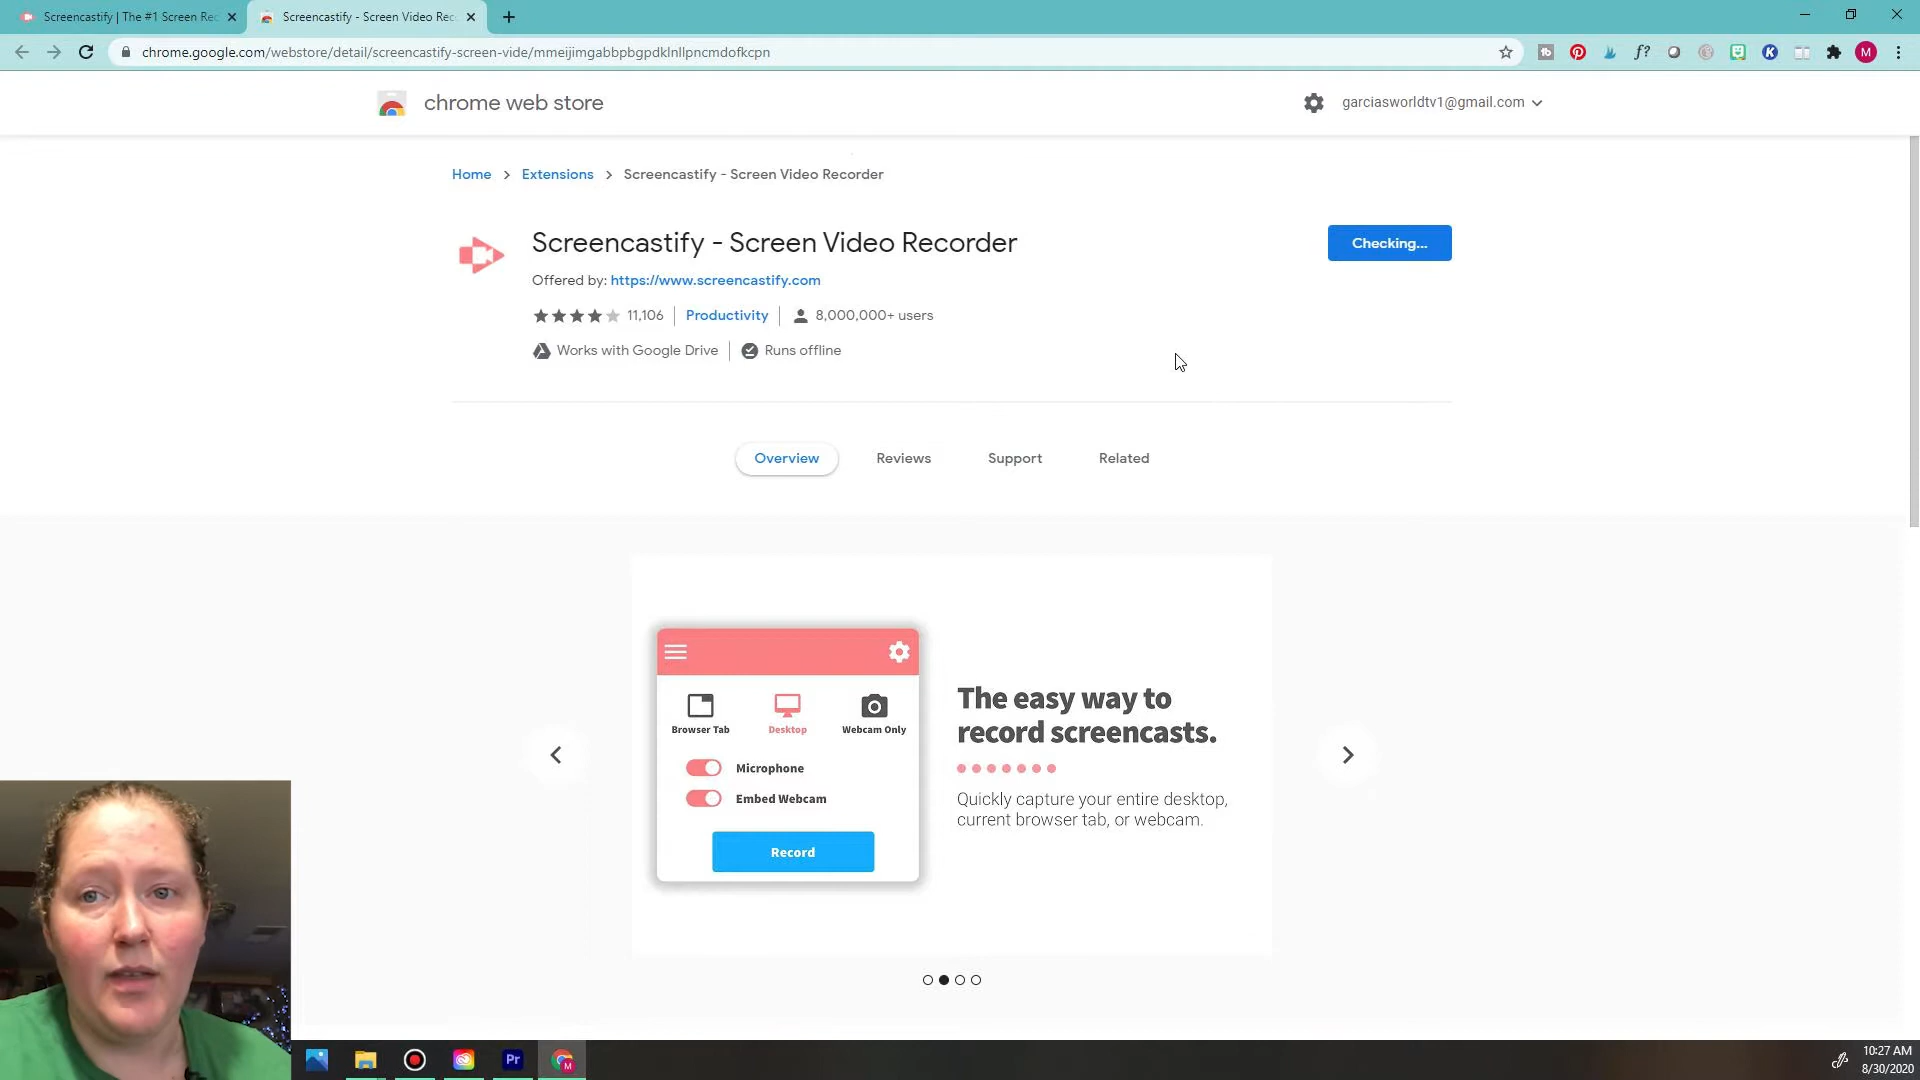 Screencastify | The #1 Screen Rec
Screencastify - Screen Video Reco
chrome.google.com/webstore/detail/screencastify-screen-vide/mmeijimgabbpbgpdklnllpncmdofkcpn
f?
K
M
chrome web store
garciasworldtv1@gmail.com
Home > Extensions > Screencastify - Screen Video Recorder
Screencastify - Screen Video Recorder
Checking...
Offered by: https://www.screencastify.com
11,106 | Productivity | 8,000,000+ users
Works with Google Drive | Runs offline
Overview
Reviews
Support
Related
Browser Tab
Desktop
Webcam Only
Microphone
Embed Webcam
Record
The easy way to
record screencasts.
Quickly capture your entire desktop,
current browser tab, or webcam.
Pr
M
10:27 AM
8/30/2020